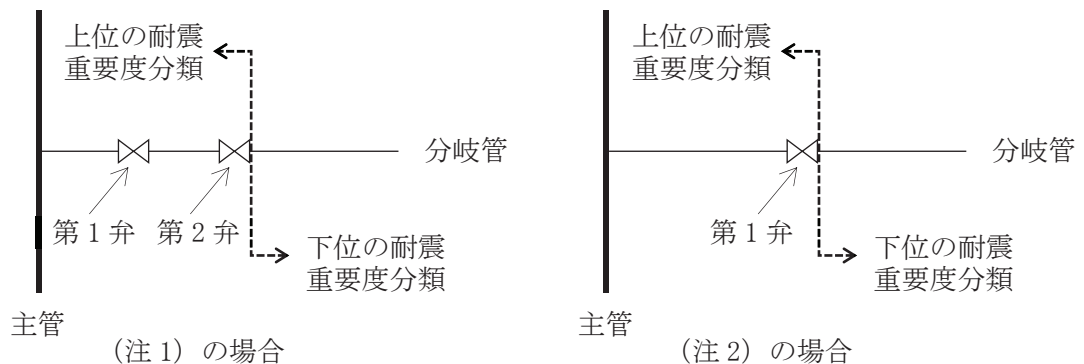 上位の耐震
重要度分類
分岐管
第1弁
第2弁
下位の耐震
重要度分類
主管
(注1)の場合
上位の耐震
重要度分類
分岐管
第1弁
下位の耐震
重要度分類
主管
(注2)の場合